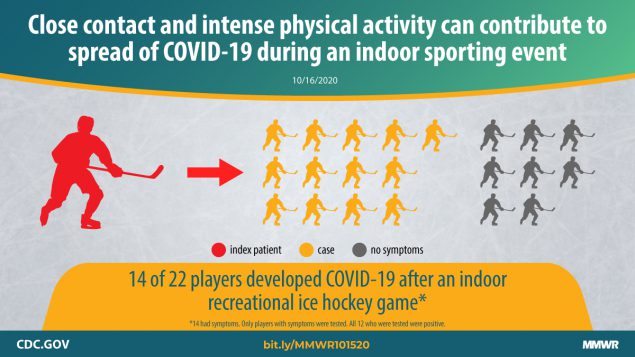 Close contact and intense physical activity can contribute to
spread of COVID-19 during an indoor sporting event
10/16/2020
index patient
case
no symptoms
14 of 22 players developed COVID-19 after an indoor
recreational ice hockey game*
*14 had symptoms. Only players with symptoms were tested. All 12 who were tested were positive.
CDC.GOV
bit.ly/MMWR101520
MMWR